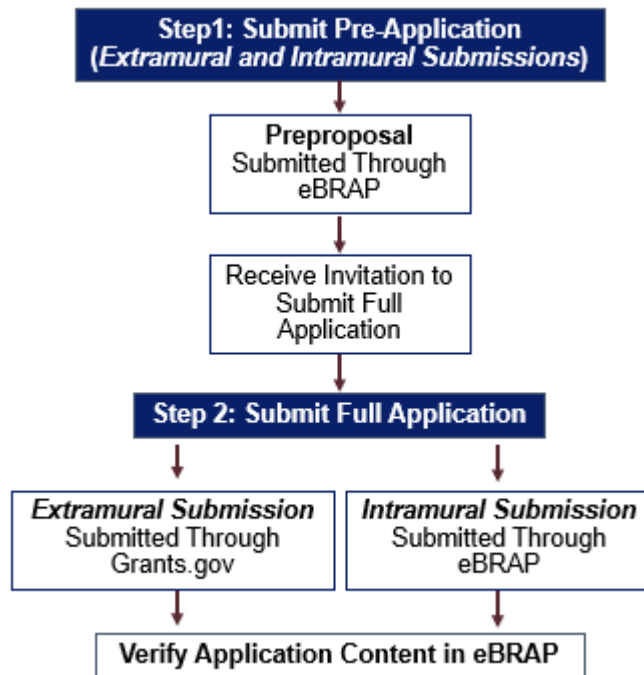 Step1: Submit Pre-Application
(Extramural and Intramural Submissions)
Preproposal
Submitted Through
eBRAP
Receive Invitation to
Submit Full
Application
Step 2: Submit Full Application
Extramural Submission
Submitted Through
Grants.gov
Intramural Submission
Submitted Through
eBRAP
Verify Application Content in eBRAP